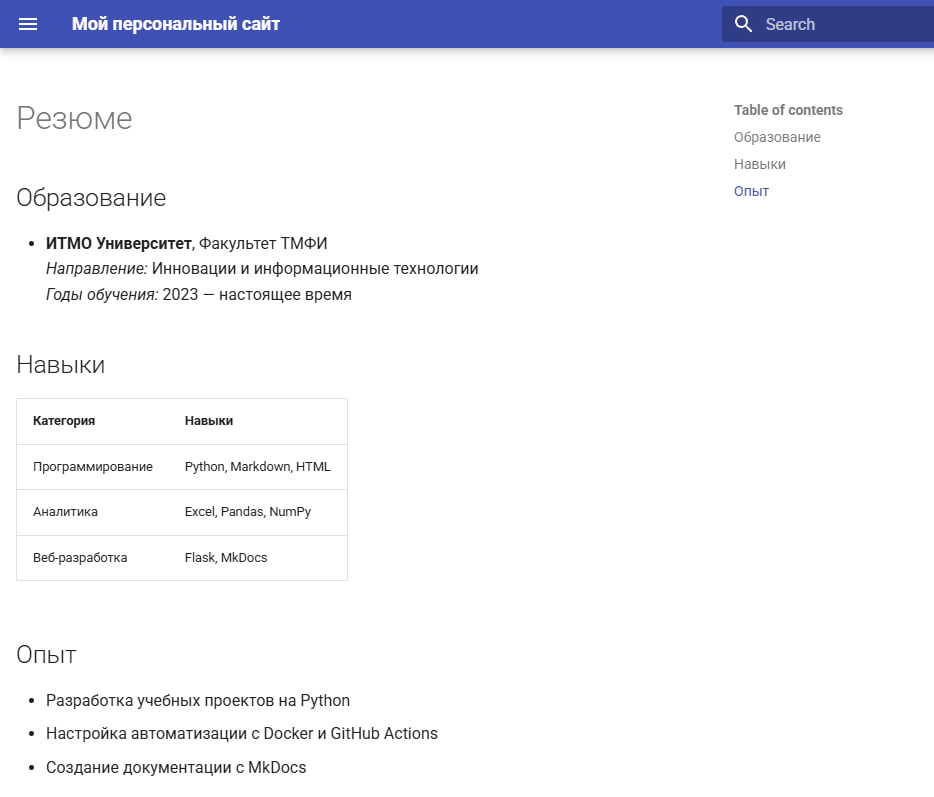 Мой персональный сайт
Search
Резюме
Table of contents
Образование
Навыки
Опыт
Образование
ИТМО Университет, Факультет ТМФИ
Направление: Инновации и информационные технологии
Годы обучения: 2023 — настоящее время
Навыки
Категория Навыки
Программирование Python, Markdown, HTML
Аналитика Excel, Pandas, NumPy
Веб-разработка Flask, MkDocs
Опыт
Разработка учебных проектов на Python
Настройка автоматизации с Docker и GitHub Actions
Создание документации с MkDocs